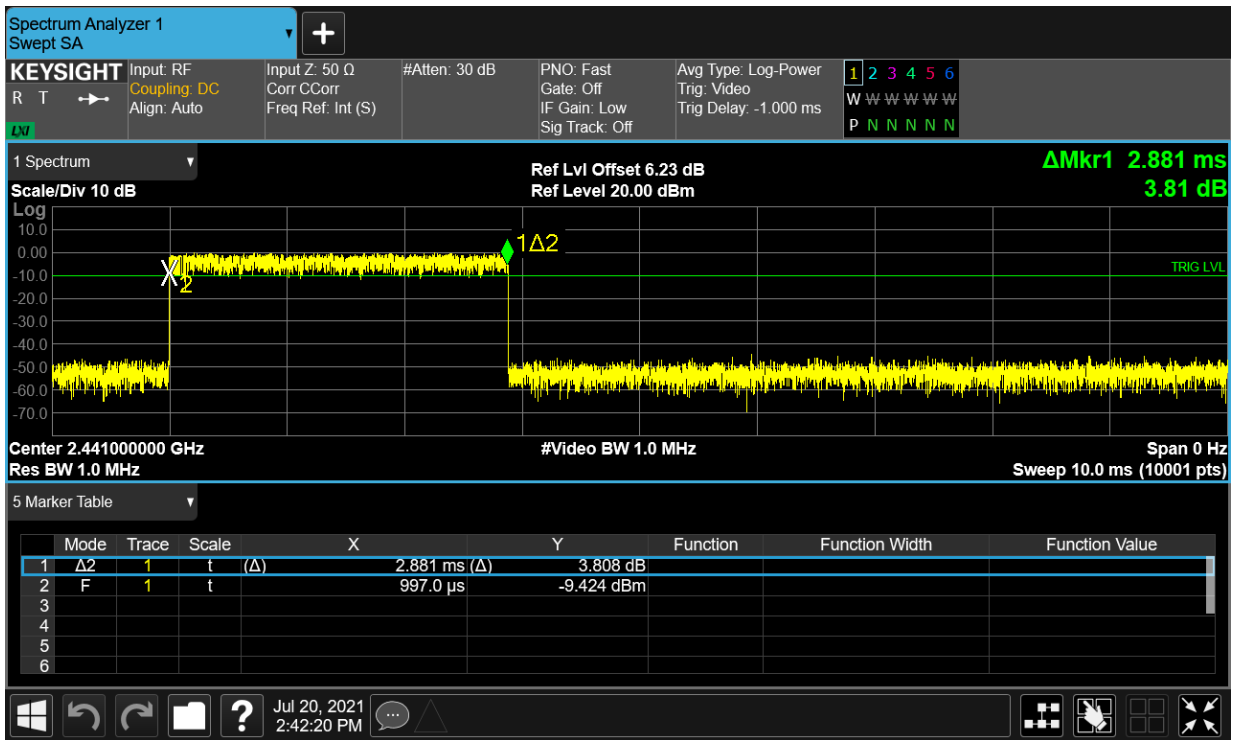 Spectrum Analyzer 1
Swept SA
KEYSIGHT Input: RF Input Z: 50 Ω #Atten: 30 dB PNO: Fast Avg Type: Log-Power 1 2 3 4 5 6
R T Coupling: DC Corr CCorr Gate: Off Trig: Video W W W W W W
Align: Auto Freq Ref: Int (S) IF Gain: Low Trig Delay: -1.000 ms
LXI Sig Track: Off P N N N N N
1 Spectrum
Ref Lvl Offset 6.23 dB ΔMkr1 2.881 ms
Scale/Div 10 dB Ref Level 20.00 dBm 3.81 dB
Log
10.0
1Δ2
0.00
-10.0 TRIG LVL
X
2
-20.0
-30.0
-40.0
-50.0
-60.0
-70.0
Center 2.441000000 GHz #Video BW 1.0 MHz Span 0 Hz
Res BW 1.0 MHz Sweep 10.0 ms (10001 pts)
5 Marker Table
Mode Trace Scale X Y Function Function Width Function Value
1 Δ2 1 t (Δ) 2.881 ms (Δ) 3.808 dB
2 F 1 t 997.0 µs -9.424 dBm
3
4
5
6
? Jul 20, 2021
2:42:20 PM